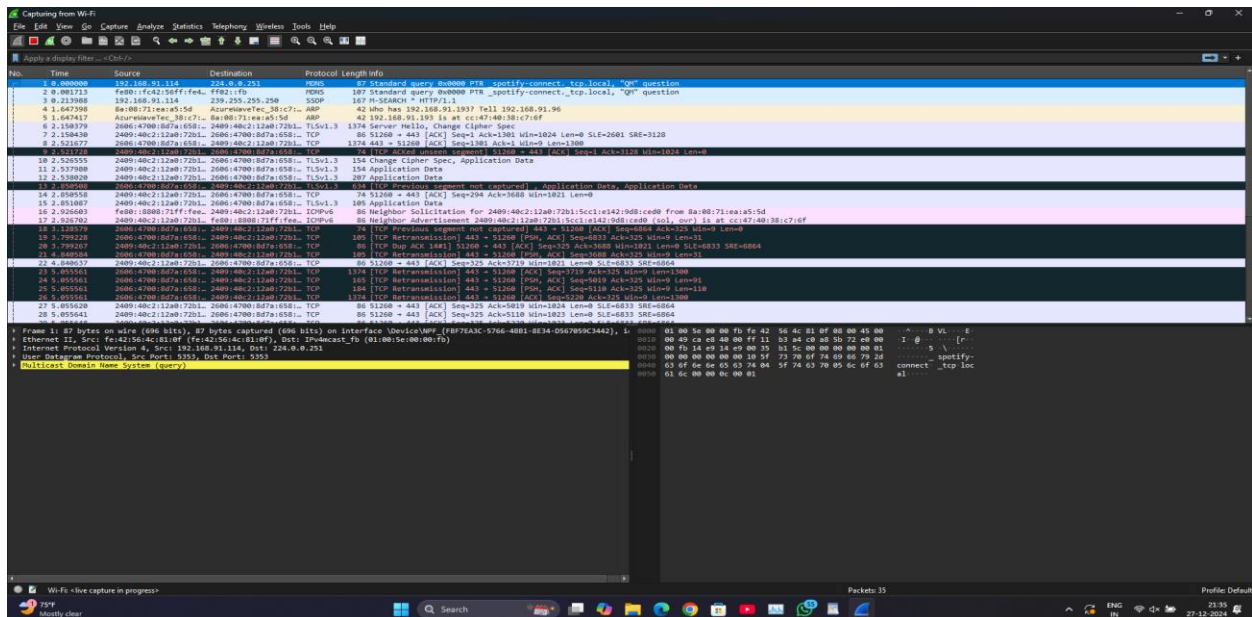 Capturing from Wi-Fi
File Edit View Go Capture Analyze Statistics Telephony Wireless Tools Help
Apply a display filter ... <Ctrl-/>
No. Time Source Destination Protocol Length Info
1 0.000000 192.168.91.114 224.0.0.251 MDNS 87 Standard query 0x0000 PTR _spotify-connect._tcp.local, "QM" question
2 0.001713 fe80::fc42:56ff:fe4… ff02::fb MDNS 107 Standard query 0x0000 PTR _spotify-connect._tcp.local, "QM" question
3 0.213988 192.168.91.114 239.255.255.250 SSDP 167 M-SEARCH * HTTP/1.1
4 1.647398 8a:08:71:ea:a5:5d AzureWaveTec_38:c7:… ARP 42 Who has 192.168.91.193? Tell 192.168.91.96
5 1.647417 AzureWaveTec_38:c7:… 8a:08:71:ea:a5:5d ARP 42 192.168.91.193 is at cc:47:40:38:c7:6f
6 2.150379 2606:4700:8d7a:658:… 2409:40c2:12a0:72b1… TLSv1.3 1374 Server Hello, Change Cipher Spec
7 2.150430 2409:40c2:12a0:72b1… 2606:4700:8d7a:658:… TCP 86 51260 → 443 [ACK] Seq=1 Ack=1301 Win=1024 Len=0 SLE=2601 SRE=3128
8 2.521677 2606:4700:8d7a:658:… 2409:40c2:12a0:72b1… TCP 1374 443 → 51260 [ACK] Seq=1301 Ack=1 Win=9 Len=1300
9 2.521728 2409:40c2:12a0:72b1… 2606:4700:8d7a:658:… TCP 74 [TCP ACKed unseen segment] 51260 → 443 [ACK] Seq=1 Ack=3128 Win=1024 Len=0
10 2.526555 2409:40c2:12a0:72b1… 2606:4700:8d7a:658:… TLSv1.3 154 Change Cipher Spec, Application Data
11 2.537980 2409:40c2:12a0:72b1… 2606:4700:8d7a:658:… TLSv1.3 154 Application Data
12 2.538020 2409:40c2:12a0:72b1… 2606:4700:8d7a:658:… TLSv1.3 207 Application Data
13 2.850508 2606:4700:8d7a:658:… 2409:40c2:12a0:72b1… TLSv1.3 634 [TCP Previous segment not captured] , Application Data, Application Data
14 2.850558 2409:40c2:12a0:72b1… 2606:4700:8d7a:658:… TCP 74 51260 → 443 [ACK] Seq=294 Ack=3688 Win=1021 Len=0
15 2.851087 2409:40c2:12a0:72b1… 2606:4700:8d7a:658:… TLSv1.3 105 Application Data
16 2.926603 fe80::8808:71ff:fee… 2409:40c2:12a0:72b1… ICMPv6 86 Neighbor Solicitation for 2409:40c2:12a0:72b1:5cc1:e142:9d8:ced0 from 8a:08:71:ea:a5:5d
17 2.926702 2409:40c2:12a0:72b1… fe80::8808:71ff:fee… ICMPv6 86 Neighbor Advertisement 2409:40c2:12a0:72b1:5cc1:e142:9d8:ced0 (sol, ovr) is at cc:47:40:38:c7:6f
18 3.128579 2606:4700:8d7a:658:… 2409:40c2:12a0:72b1… TCP 74 [TCP Previous segment not captured] 443 → 51260 [ACK] Seq=6864 Ack=325 Win=9 Len=0
19 3.799228 2606:4700:8d7a:658:… 2409:40c2:12a0:72b1… TCP 105 [TCP Retransmission] 443 → 51260 [PSH, ACK] Seq=6833 Ack=325 Win=9 Len=31
20 3.799267 2409:40c2:12a0:72b1… 2606:4700:8d7a:658:… TCP 86 [TCP Dup ACK 14#1] 51260 → 443 [ACK] Seq=325 Ack=3688 Win=1021 Len=0 SLE=6833 SRE=6864
21 4.840584 2606:4700:8d7a:658:… 2409:40c2:12a0:72b1… TCP 105 [TCP Retransmission] 443 → 51260 [PSH, ACK] Seq=3688 Ack=325 Win=9 Len=31
22 4.840637 2409:40c2:12a0:72b1… 2606:4700:8d7a:658:… TCP 86 51260 → 443 [ACK] Seq=325 Ack=3719 Win=1021 Len=0 SLE=6833 SRE=6864
23 5.055561 2606:4700:8d7a:658:… 2409:40c2:12a0:72b1… TCP 1374 [TCP Retransmission] 443 → 51260 [ACK] Seq=3719 Ack=325 Win=9 Len=1300
24 5.055561 2606:4700:8d7a:658:… 2409:40c2:12a0:72b1… TCP 165 [TCP Retransmission] 443 → 51260 [PSH, ACK] Seq=5019 Ack=325 Win=9 Len=91
25 5.055561 2606:4700:8d7a:658:… 2409:40c2:12a0:72b1… TCP 184 [TCP Retransmission] 443 → 51260 [PSH, ACK] Seq=5110 Ack=325 Win=9 Len=110
26 5.055561 2606:4700:8d7a:658:… 2409:40c2:12a0:72b1… TCP 1374 [TCP Retransmission] 443 → 51260 [ACK] Seq=5220 Ack=325 Win=9 Len=1300
27 5.055620 2409:40c2:12a0:72b1… 2606:4700:8d7a:658:… TCP 86 51260 → 443 [ACK] Seq=325 Ack=5019 Win=1024 Len=0 SLE=6833 SRE=6864
28 5.055641 2409:40c2:12a0:72b1… 2606:4700:8d7a:658:… TCP 86 51260 → 443 [ACK] Seq=325 Ack=5110 Win=1023 Len=0 SLE=6833 SRE=6864
Frame 1: 87 bytes on wire (696 bits), 87 bytes captured (696 bits) on interface \Device\NPF_{FBF7EA3C-5766-40B1-8E34-D567059C3442}, i
Ethernet II, Src: fe:42:56:4c:81:0f (fe:42:56:4c:81:0f), Dst: IPv4mcast_fb (01:00:5e:00:00:fb)
Internet Protocol Version 4, Src: 192.168.91.114, Dst: 224.0.0.251
User Datagram Protocol, Src Port: 5353, Dst Port: 5353
Multicast Domain Name System (query)
0000 01 00 5e 00 00 fb fe 42 56 4c 81 0f 08 00 45 00 ··^····B VL····E·
0010 00 49 ca e8 40 00 ff 11 b3 a4 c0 a8 5b 72 e0 00 ·I··@··· ····[r··
0020 00 fb 14 e9 14 e9 00 35 b1 5c 00 00 00 00 00 01 ·······5 ·\······
0030 00 00 00 00 00 00 10 5f 73 70 6f 74 69 66 79 2d ·······_ spotify-
0040 63 6f 6e 6e 65 63 74 04 5f 74 63 70 05 6c 6f 63 connect· _tcp·loc
0050 61 6c 00 00 0c 00 01 al·····
Wi-Fi: <live capture in progress>
Packets: 35
Profile: Default
75°F
Mostly clear
Search
ENG
IN
21:35
27-12-2024